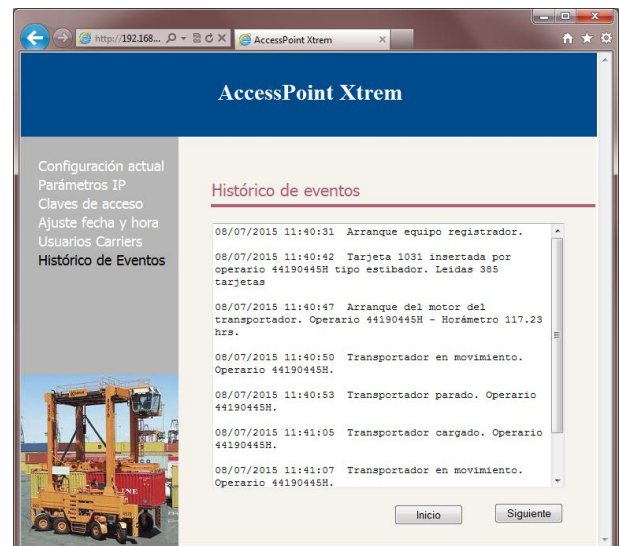 http://192.168...
AccessPoint Xtrem
AccessPoint Xtrem
Configuración actual
Parámetros IP
Claves de acceso
Ajuste fecha y hora
Usuarios Carriers
Histórico de Eventos
Histórico de eventos
08/07/2015 11:40:31 Arranque equipo registrador.
08/07/2015 11:40:42 Tarjeta 1031 insertada por
operario 44190445H tipo estibador. Leidas 385
tarjetas
08/07/2015 11:40:47 Arranque del motor del
transportador. Operario 44190445H - Horámetro 117.23
hrs.
08/07/2015 11:40:50 Transportador en movimiento.
Operario 44190445H.
08/07/2015 11:40:53 Transportador parado. Operario
44190445H.
08/07/2015 11:41:05 Transportador cargado. Operario
44190445H.
08/07/2015 11:41:07 Transportador en movimiento.
Operario 44190445H.
Inicio
Siguiente